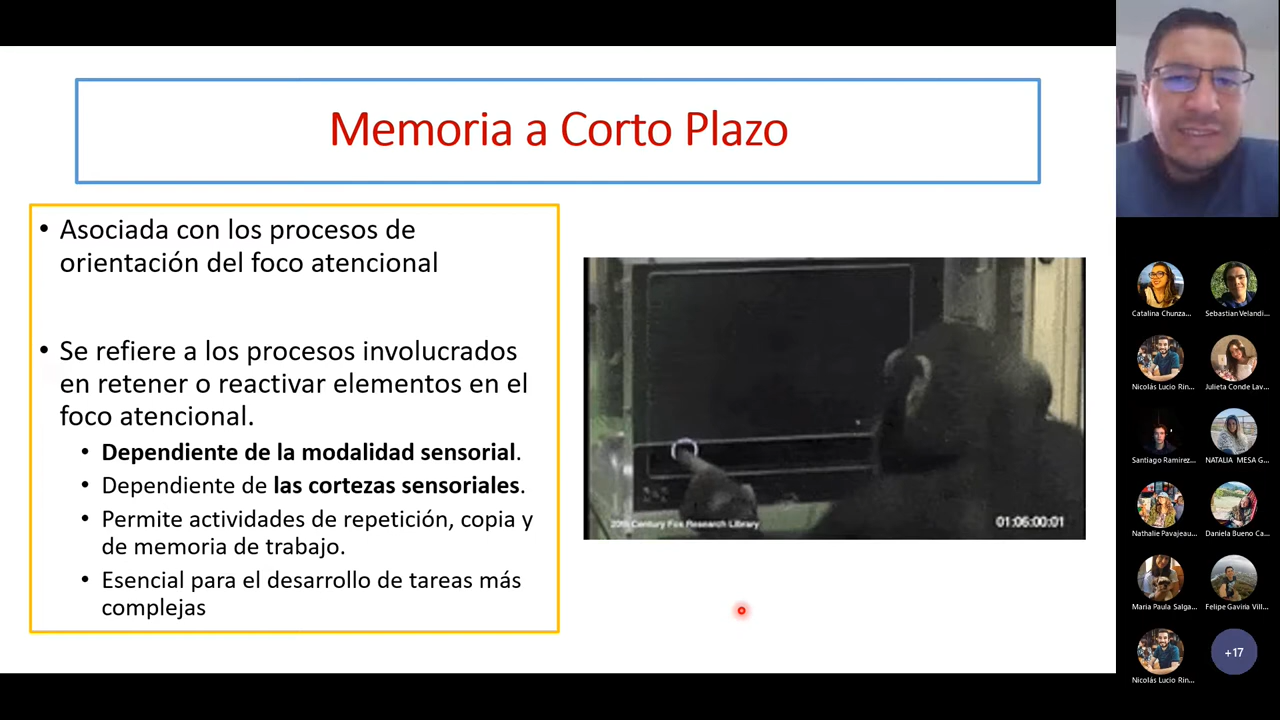 Memoria a Corto Plazo
• Asociada con los procesos de
orientación del foco atencional
• Se refiere a los procesos involucrados
en retener o reactivar elementos en el
foco atencional.
• Dependiente de la modalidad sensorial.
• Dependiente de las cortezas sensoriales.
• Permite actividades de repetición, copia y
de memoria de trabajo.
• Esencial para el desarrollo de tareas más
complejas
20th Century Fox Research Library
01:06:00:01
Catalina Chunza...
Sebastian Velandi...
Nicolás Lucio Rin...
Julieta Conde Lav...
Santiago Ramirez...
NATALIA MESA G...
Nathalie Pavajeau...
Daniela Bueno Ca...
Maria Paula Salga...
Felipe Gaviria Vill...
Nicolás Lucio Rin...
+17